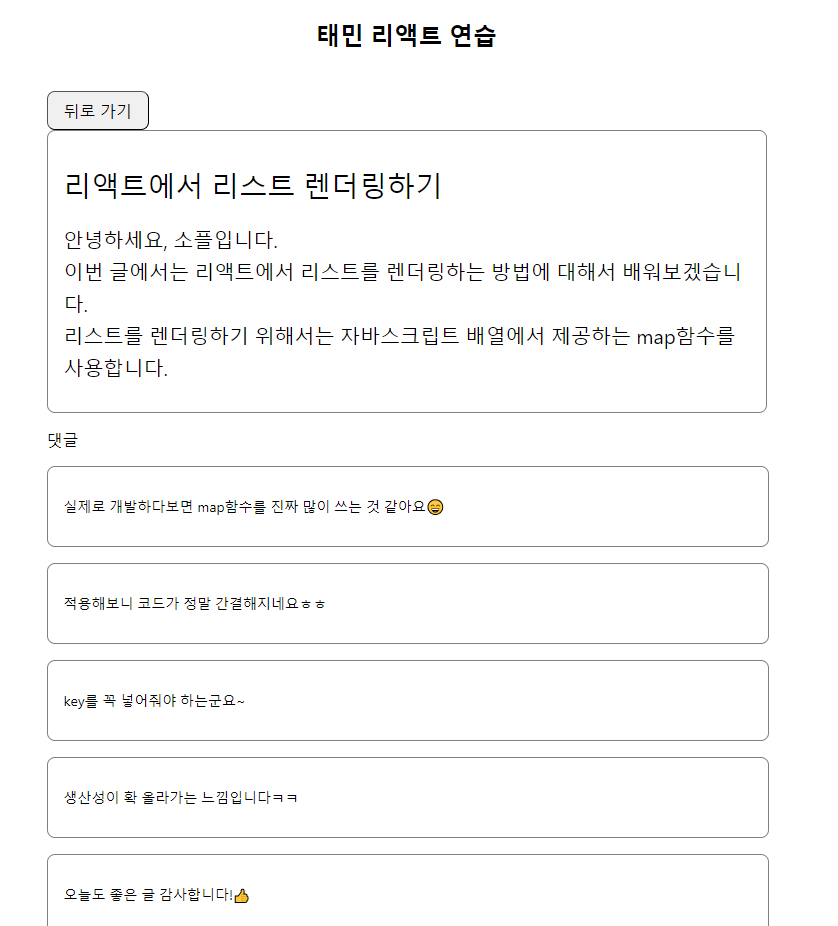 태민 리액트 연습
뒤로 가기
리액트에서 리스트 렌더링하기
안녕하세요, 소플입니다.
이번 글에서는 리액트에서 리스트를 렌더링하는 방법에 대해서 배워보겠습니
다.
리스트를 렌더링하기 위해서는 자바스크립트 배열에서 제공하는 map함수를
사용합니다.
댓글
실제로 개발하다보면 map함수를 진짜 많이 쓰는 것 같아요😄
적용해보니 코드가 정말 간결해지네요ㅎㅎ
key를 꼭 넣어줘야 하는군요~
생산성이 확 올라가는 느낌입니다ㅋㅋ
오늘도 좋은 글 감사합니다!👍